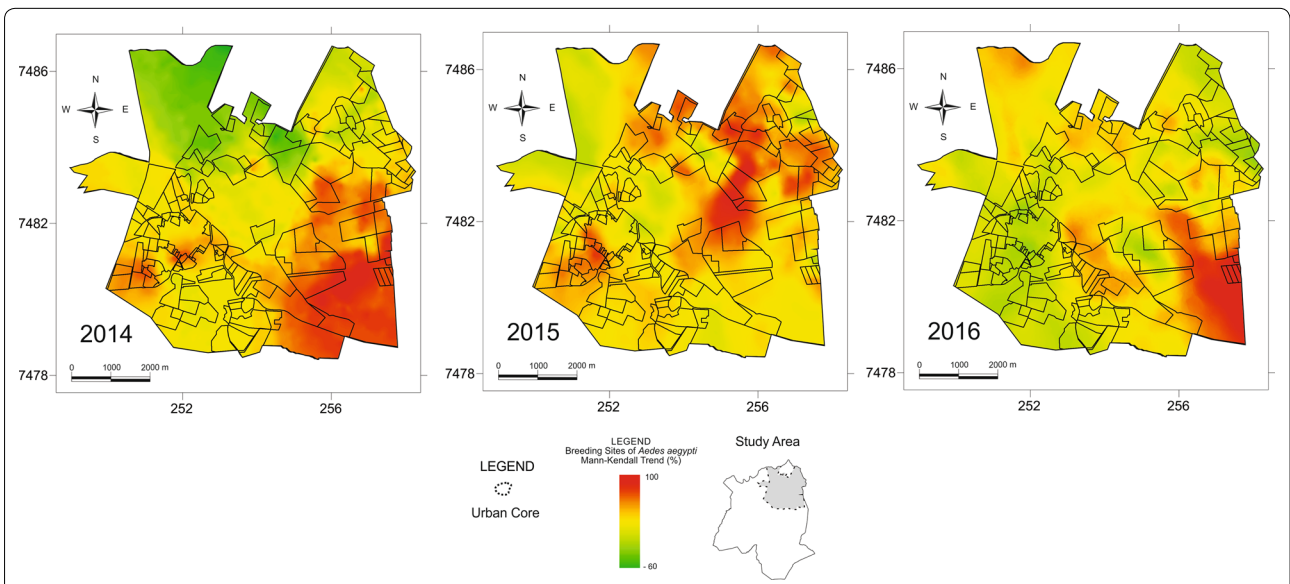 7486
7482
7478
252
256
N
W
E
S
2014
0
1000
2000 m
7486
7482
7478
252
256
N
W
E
S
2015
0
1000
2000 m
7486
7482
7478
252
256
N
W
E
S
2016
0
1000
2000 m
LEGEND
Urban Core
LEGEND
Breeding Sites of Aedes aegypti
Mann-Kendall Trend (%)
100
- 60
Study Area